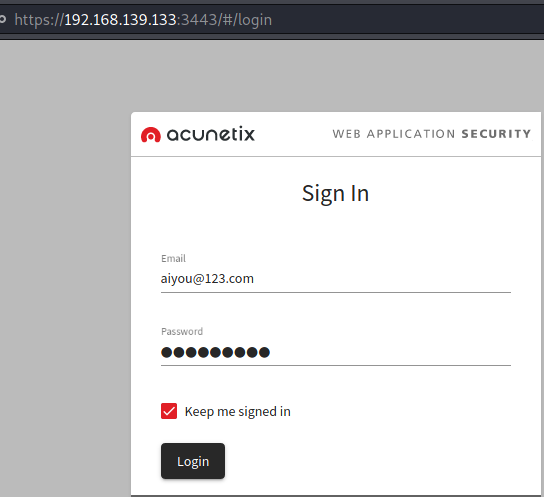 https://192.168.139.133:3443/#/login
acunetix WEB APPLICATION SECURITY
Sign In
Email
aiyou@123.com
Password
●●●●●●●●●
Keep me signed in
Login